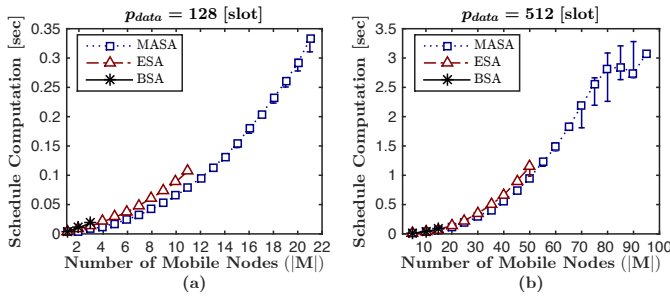 p_data = 128 [slot]
Schedule Computation [sec]
0.35
0.3
0.25
0.2
0.15
0.1
0.05
0
MASA
ESA
BSA
2 4 6 8 10 12 14 16 18 20 22
Number of Mobile Nodes (|M|)
(a)
p_data = 512 [slot]
Schedule Computation [sec]
3.5
3
2.5
2
1.5
1
0.5
0
MASA
ESA
BSA
10 20 30 40 50 60 70 80 90 100
Number of Mobile Nodes (|M|)
(b)